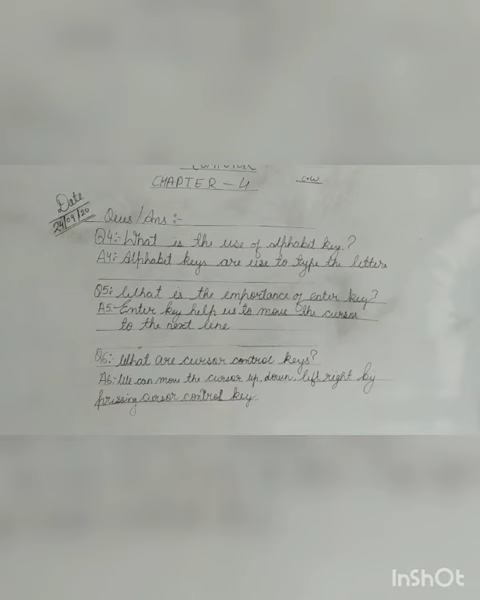 COMPUTER
CHAPTER - 4
C.W
Date
24/09/20
Ques/Ans :-
Q4:- What is the use of alphabet key?
A4:- Alphabet keys are use to type the letters
Q5:- What is the emportance of enter key?
A5:- Enter key help us to move the cursor
to the next line
Q6:- What are cursor control keys?
A6:- We can move the cursor up, down, left, right by
pressing cursor control key.
InShOt